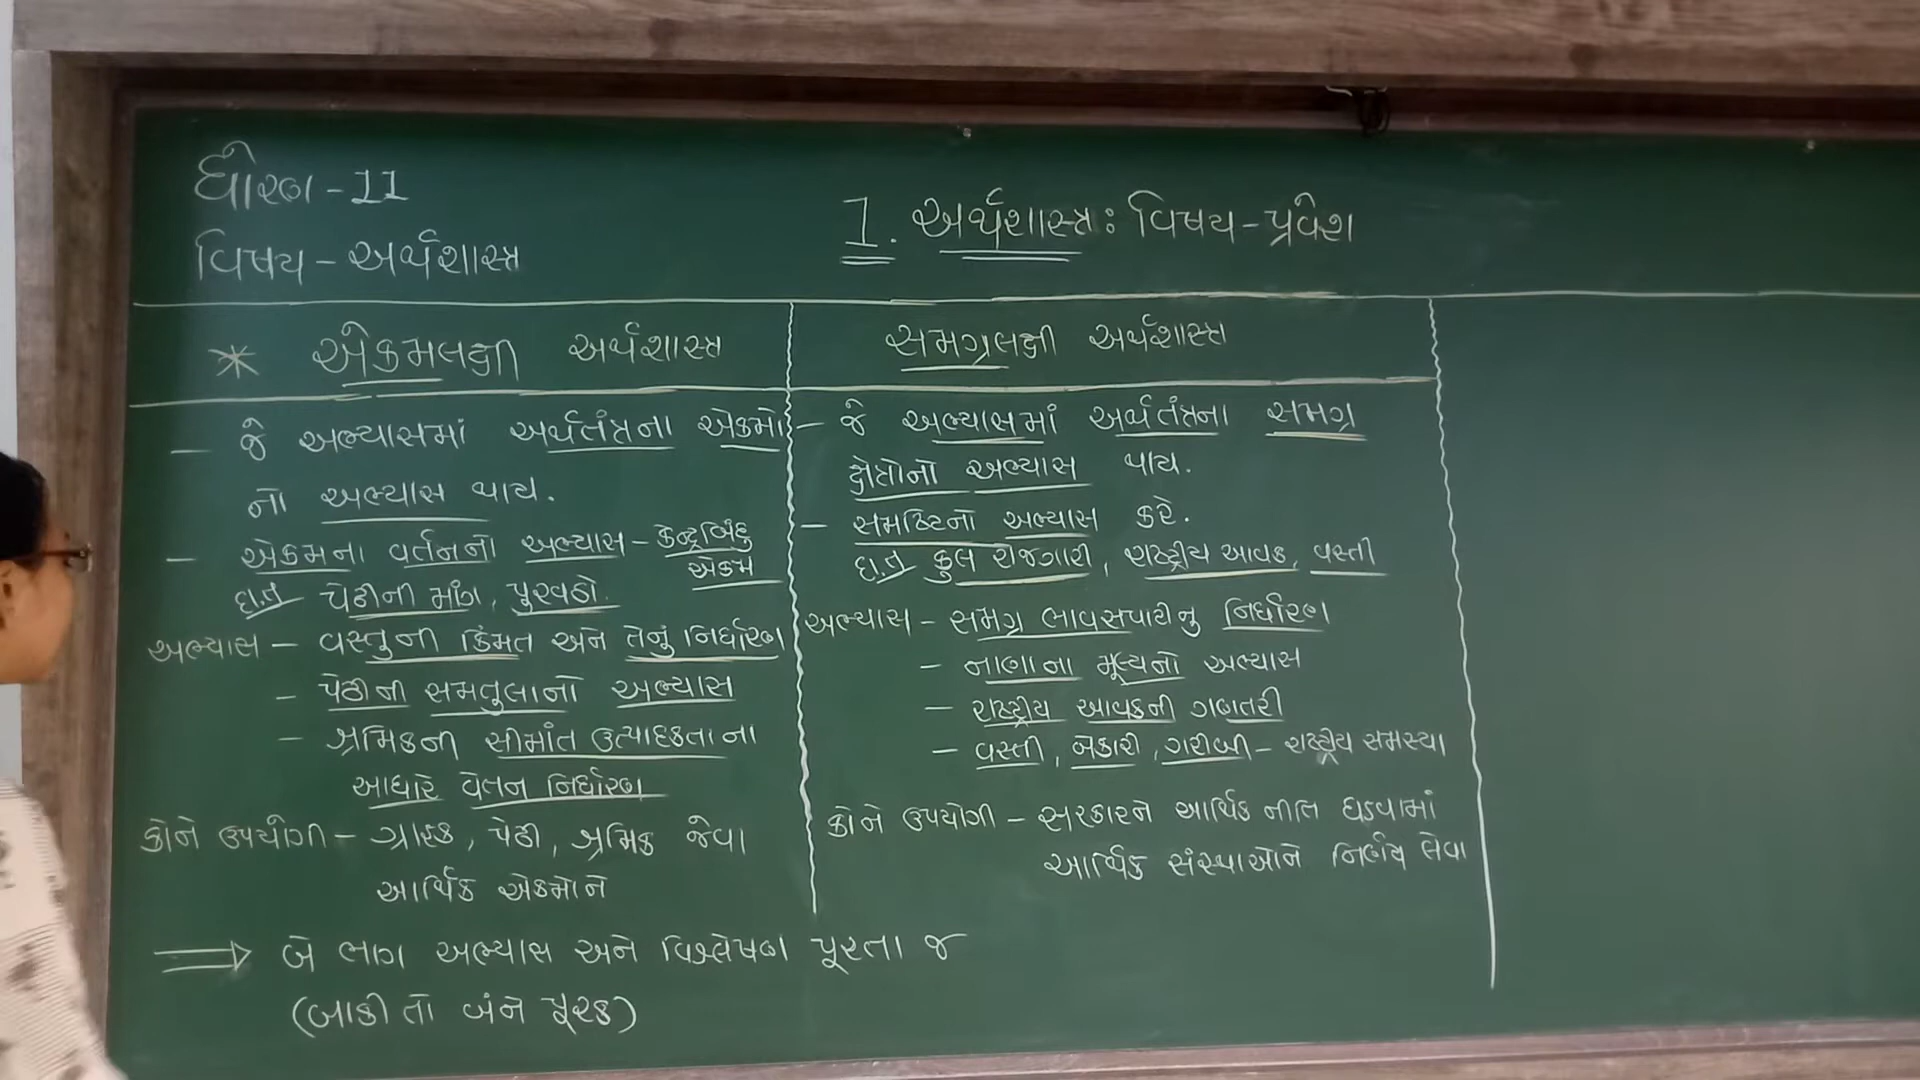 ધોરણ - 11
વિષય - અર્થશાસ્ત્ર
1. અર્થશાસ્ત્ર : વિષય - પ્રવેશ
* એકમલક્ષી અર્થશાસ્ત્ર
- જે અભ્યાસમાં અર્થતંત્રના એકમો
નો અભ્યાસ થાય.
- એકમના વર્તનનો અભ્યાસ - કેન્દ્રબિંદુ
એકમ
દા.ત પેઢીની માંગ, પુરવઠો.
અભ્યાસ - વસ્તુની કિંમત અને તેનું નિર્ધારણ
- પેઢીની સમતુલાનો અભ્યાસ
- શ્રમિકની સીમાંત ઉત્પાદકતાના
આધારે વેતન નિર્ધારણ
કોને ઉપયોગી - ગ્રાહક, પેઢી, શ્રમિક જેવા
આર્થિક એકમોને
સમગ્રલક્ષી અર્થશાસ્ત્ર
- જે અભ્યાસમાં અર્થતંત્રના સમગ્ર
ક્ષેત્રોનો અભ્યાસ થાય.
- સમષ્ટિનો અભ્યાસ કરે.
દા.ત કુલ રોજગારી, રાષ્ટ્રીય આવક, વસ્તી
અભ્યાસ - સમગ્ર ભાવસપાટીનુ નિર્ધારણ
- નાણાના મૂલ્યનો અભ્યાસ
- રાષ્ટ્રીય આવકની ગણતરી
- વસ્તી, બેકારી, ગરીબી - રાષ્ટ્રીય સમસ્યા
કોને ઉપયોગી - સરકારને આર્થિક નીતિ ઘડવામાં
આર્થિક સંસ્થાઓને નિર્ણય લેવા
⇒ બે ભાગ અભ્યાસ અને વિશ્લેષણ પૂરતા જ
(બાકી તો બંને પૂરક)